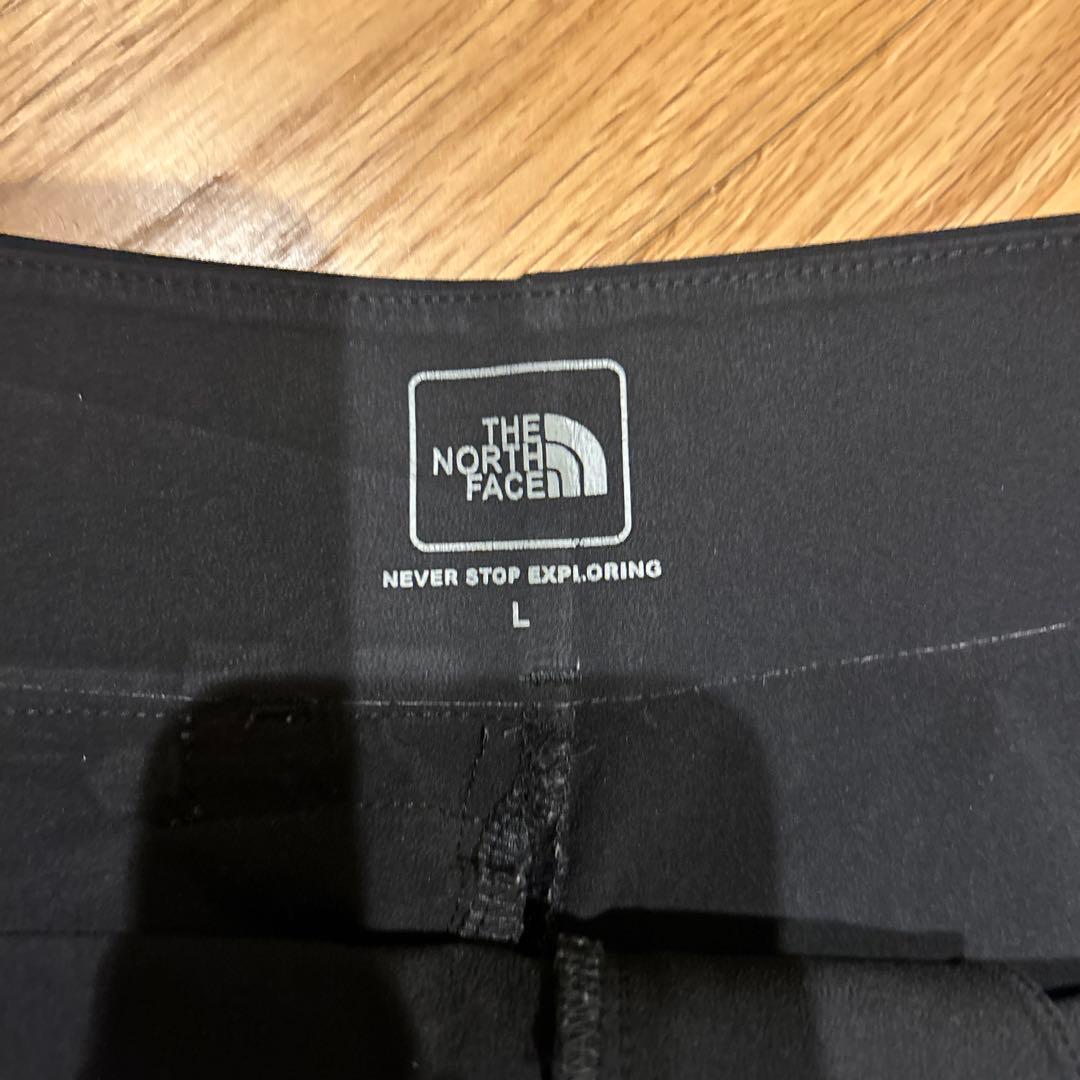 THE
NORTH
FACE
NEVER STOP EXPLORING
L